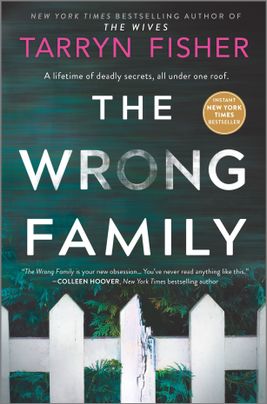 NEW YORK TIMES BESTSELLING AUTHOR OF
THE WIVES
TARRYN FISHER
A lifetime of deadly secrets, all under one roof.
THE
INSTANT
NEW YORK
TIMES
BESTSELLER
WRONG
FAMILY
"The Wrong Family is your new obsession... You've never read anything like this."
—COLLEEN HOOVER, New York Times bestselling author